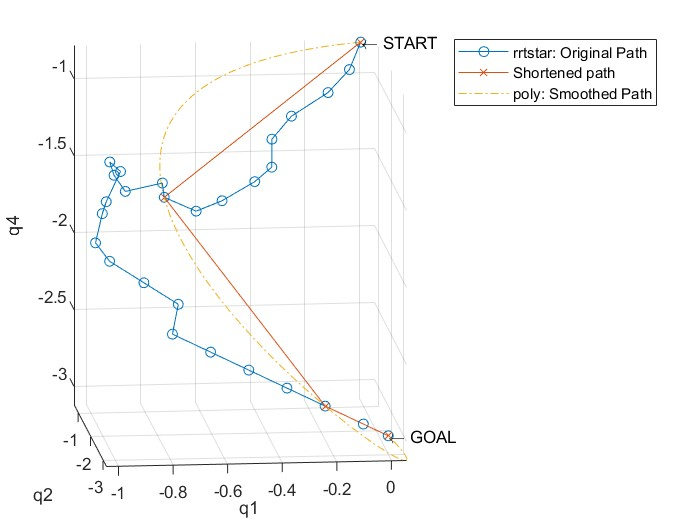 START
rrtstar: Original Path
Shortened path
poly: Smoothed Path
-1
-1.5
-2
-2.5
-3
q4
GOAL
-1
-2
-3
q2
-1
-0.8
-0.6
-0.4
-0.2
0
q1